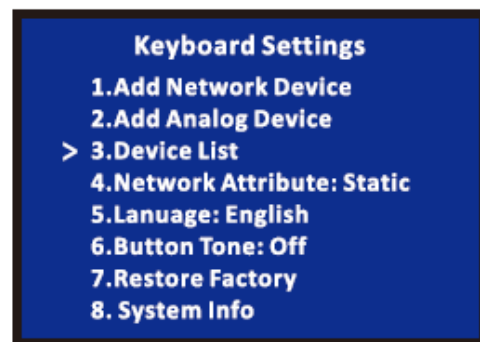 Keyboard Settings
1.Add Network Device
2.Add Analog Device
> 3.Device List
4.Network Attribute: Static
5.Lanuage: English
6.Button Tone: Off
7.Restore Factory
8. System Info